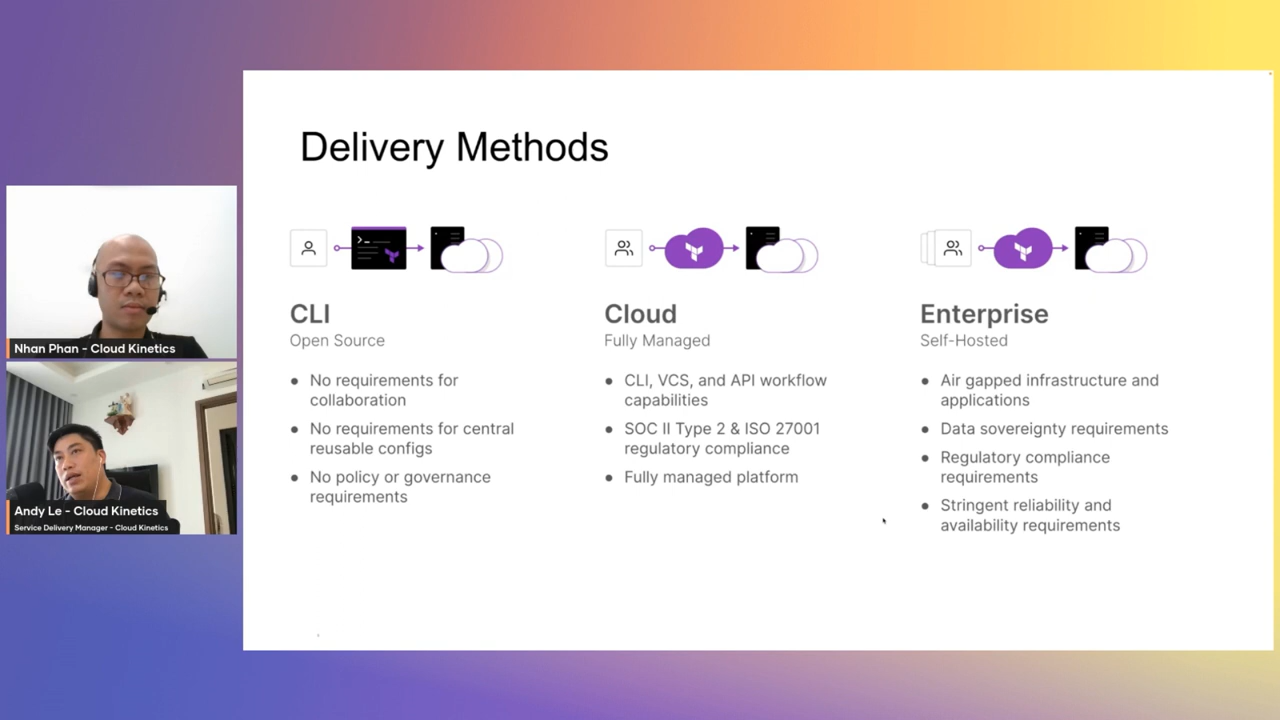 Delivery Methods
CLI
Open Source
No requirements for
collaboration
No requirements for central
reusable configs
No policy or governance
requirements
Cloud
Fully Managed
CLI, VCS, and API workflow
capabilities
SOC II Type 2 & ISO 27001
regulatory compliance
Fully managed platform
Enterprise
Self-Hosted
Air gapped infrastructure and
applications
Data sovereignty requirements
Regulatory compliance
requirements
Stringent reliability and
availability requirements
Nhan Phan - Cloud Kinetics
Andy Le - Cloud Kinetics
Service Delivery Manager - Cloud Kinetics